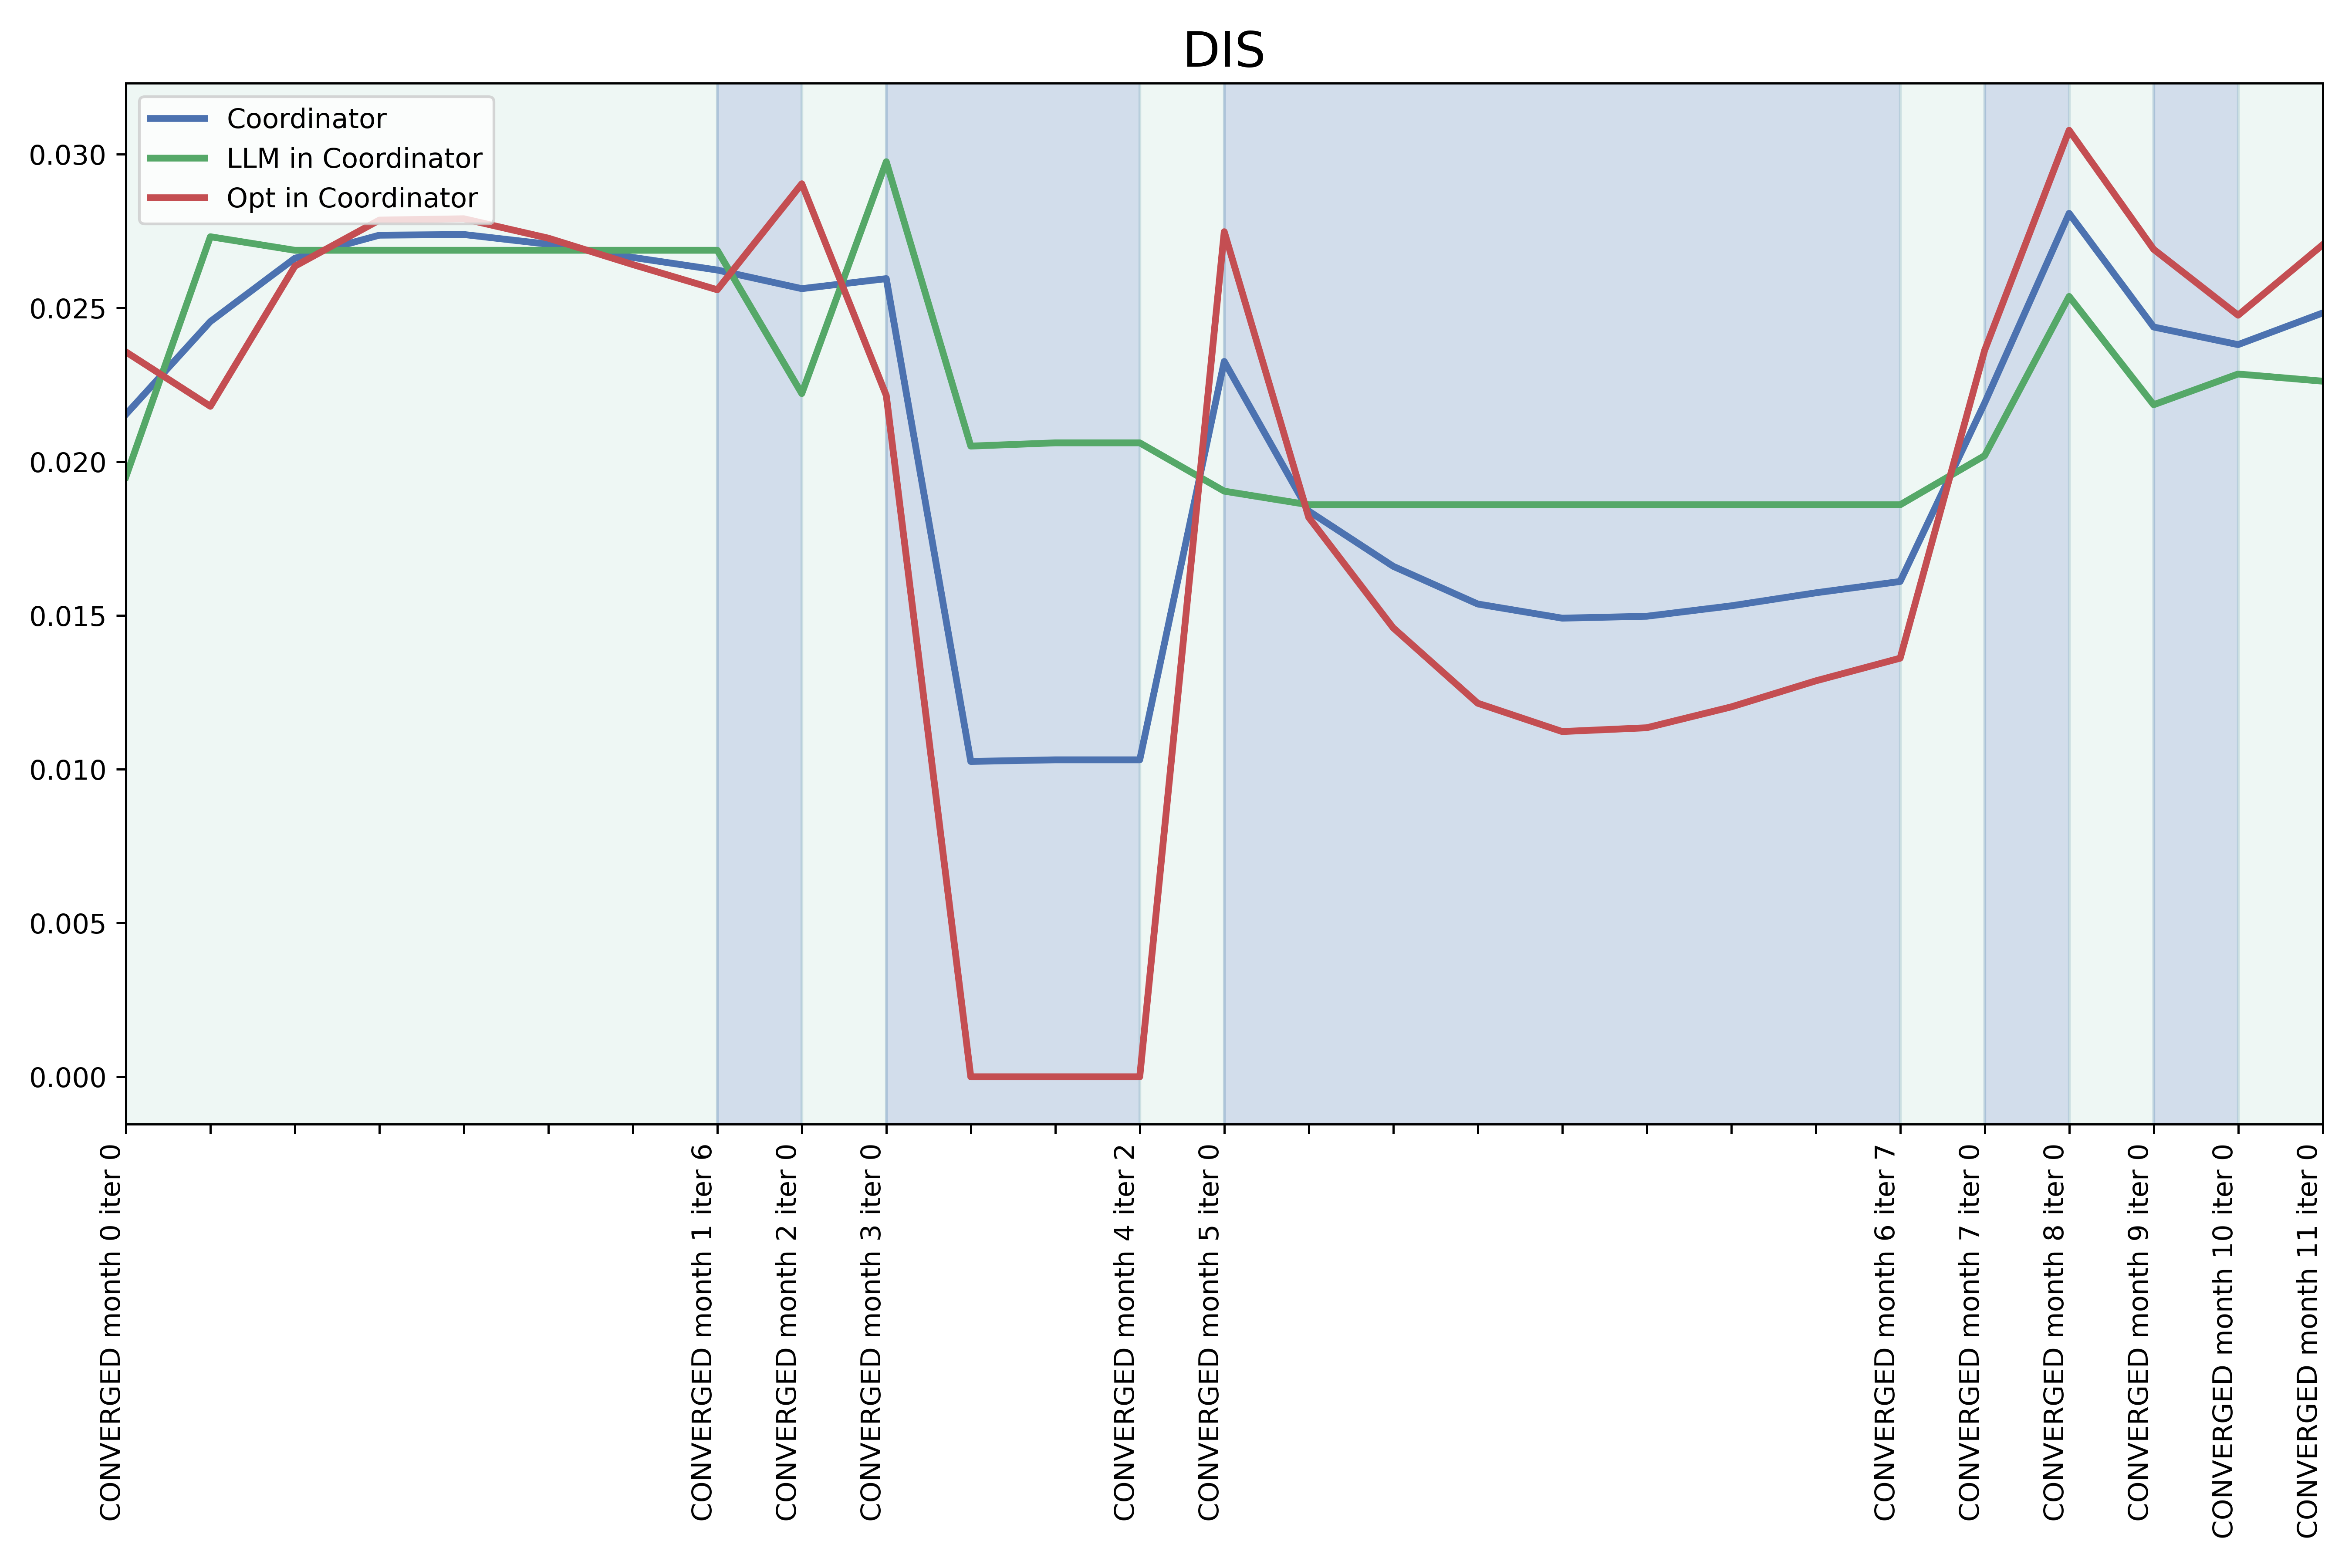 DIS
Coordinator
LLM in Coordinator
Opt in Coordinator
0.030
0.025
0.020
0.015
0.010
0.005
0.000
CONVERGED month 0 iter 0
CONVERGED month 1 iter 6
CONVERGED month 2 iter 0
CONVERGED month 3 iter 0
CONVERGED month 4 iter 2
CONVERGED month 5 iter 0
CONVERGED month 6 iter 7
CONVERGED month 7 iter 0
CONVERGED month 8 iter 0
CONVERGED month 9 iter 0
CONVERGED month 10 iter 0
CONVERGED month 11 iter 0